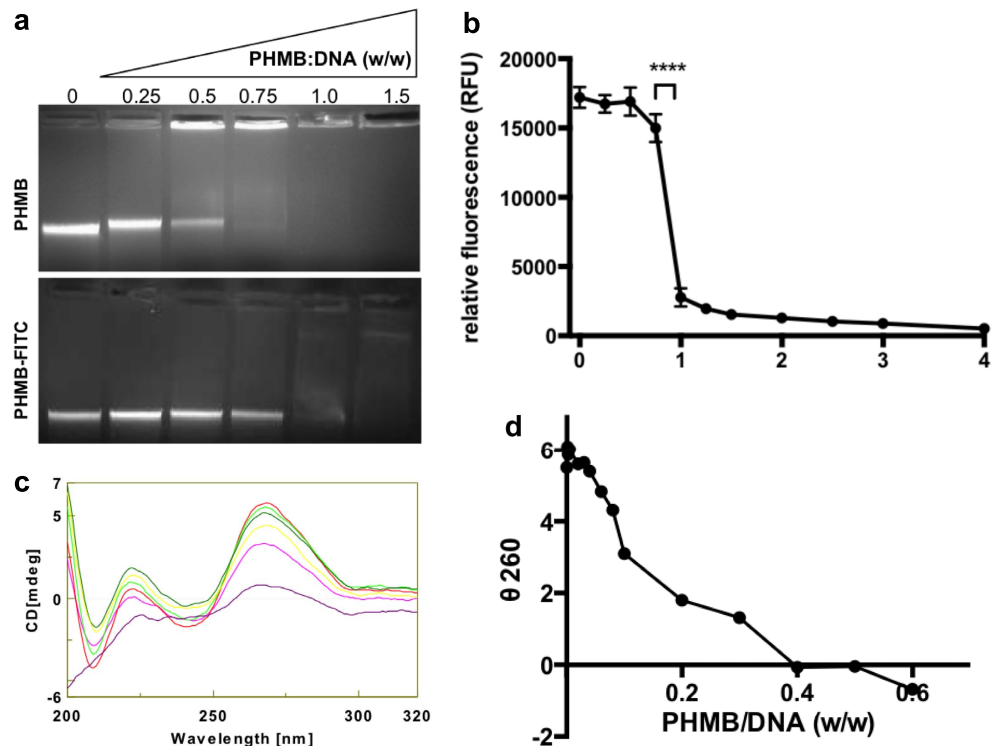 a
PHMB:DNA (w/w)
0 0.25 0.5 0.75 1.0 1.5
PHMB
PHMB-FITC
b
relative fluorescence (RFU)
20000
15000
10000
5000
0
****
0 1 2 3 4
c
CD[mdeg]
7
5
0
-6
200 250 300 320
Wavelength [nm]
d
θ260
6
4
2
0
-2
0.2 0.4 0.6
PHMB/DNA (w/w)